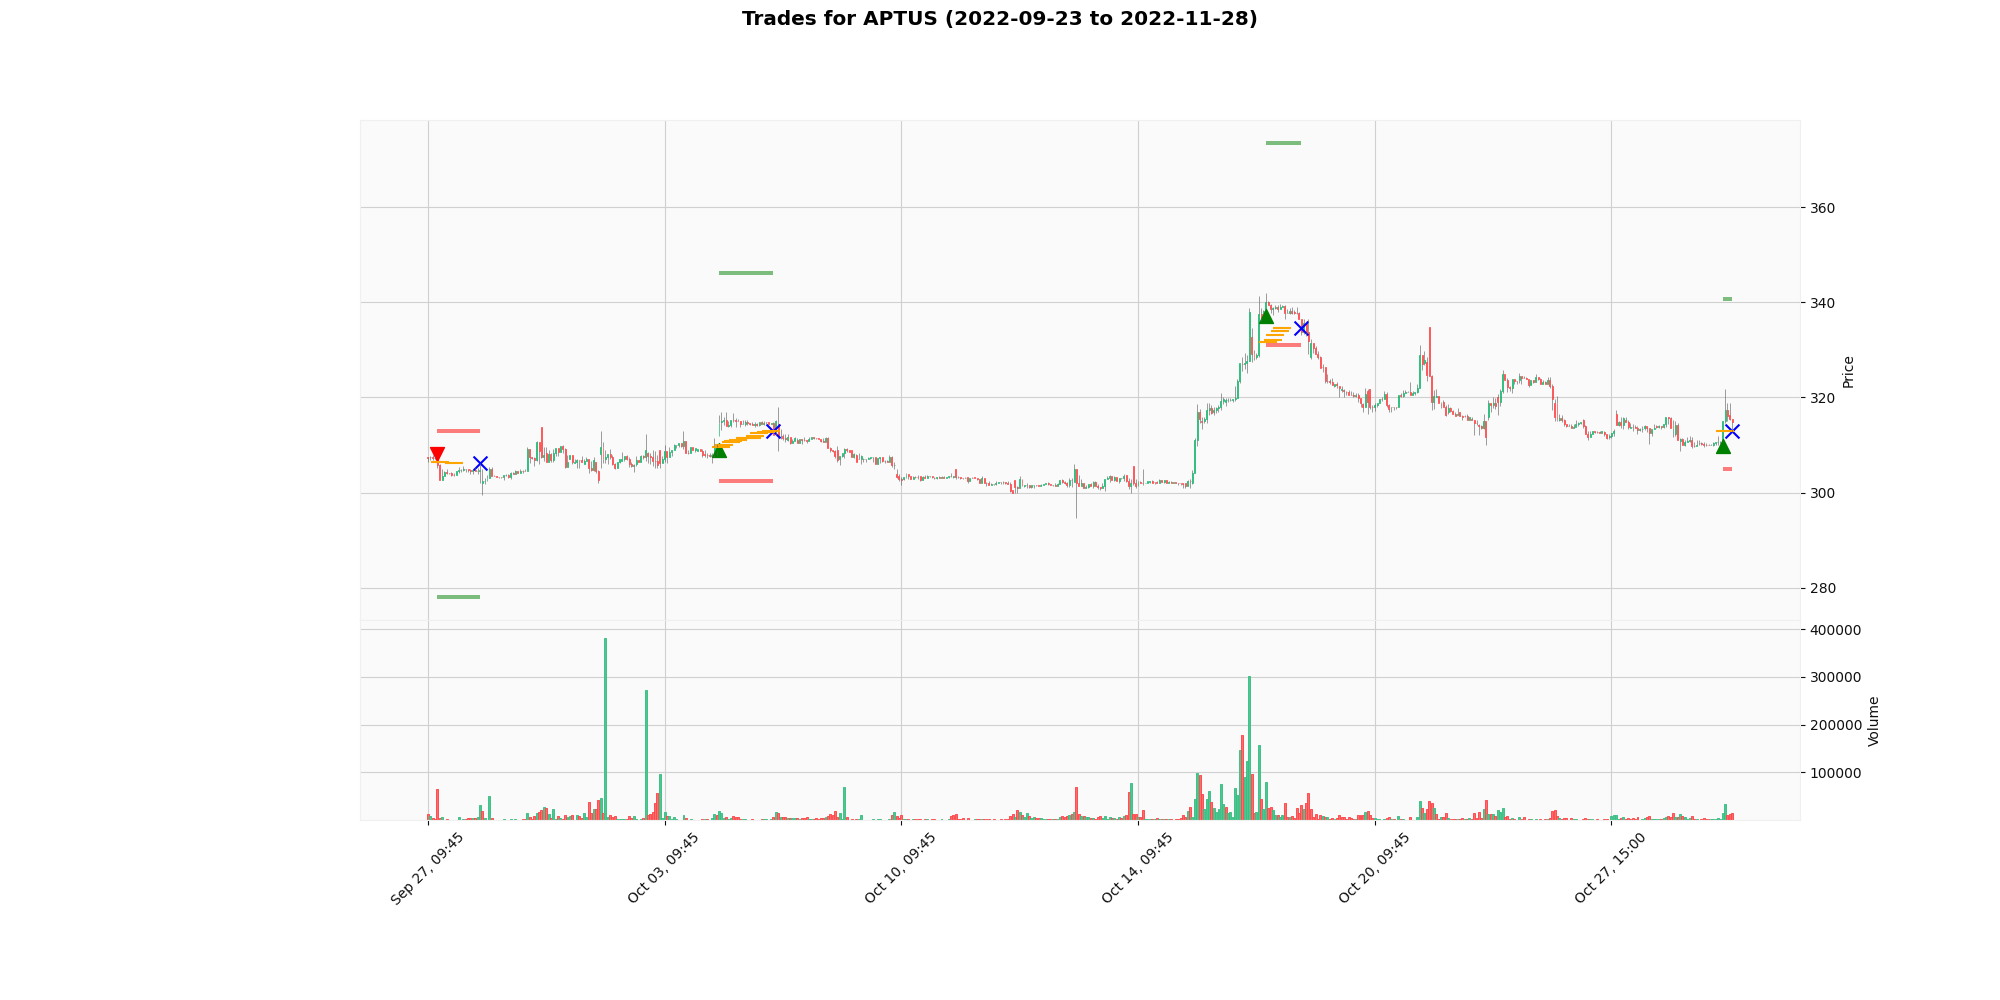 Trades for APTUS (2022-09-23 to 2022-11-28)
360
340
320
300
280
Price
400000
300000
200000
100000
Volume
Sep 27, 09:45
Oct 03, 09:45
Oct 10, 09:45
Oct 14, 09:45
Oct 20, 09:45
Oct 27, 15:00